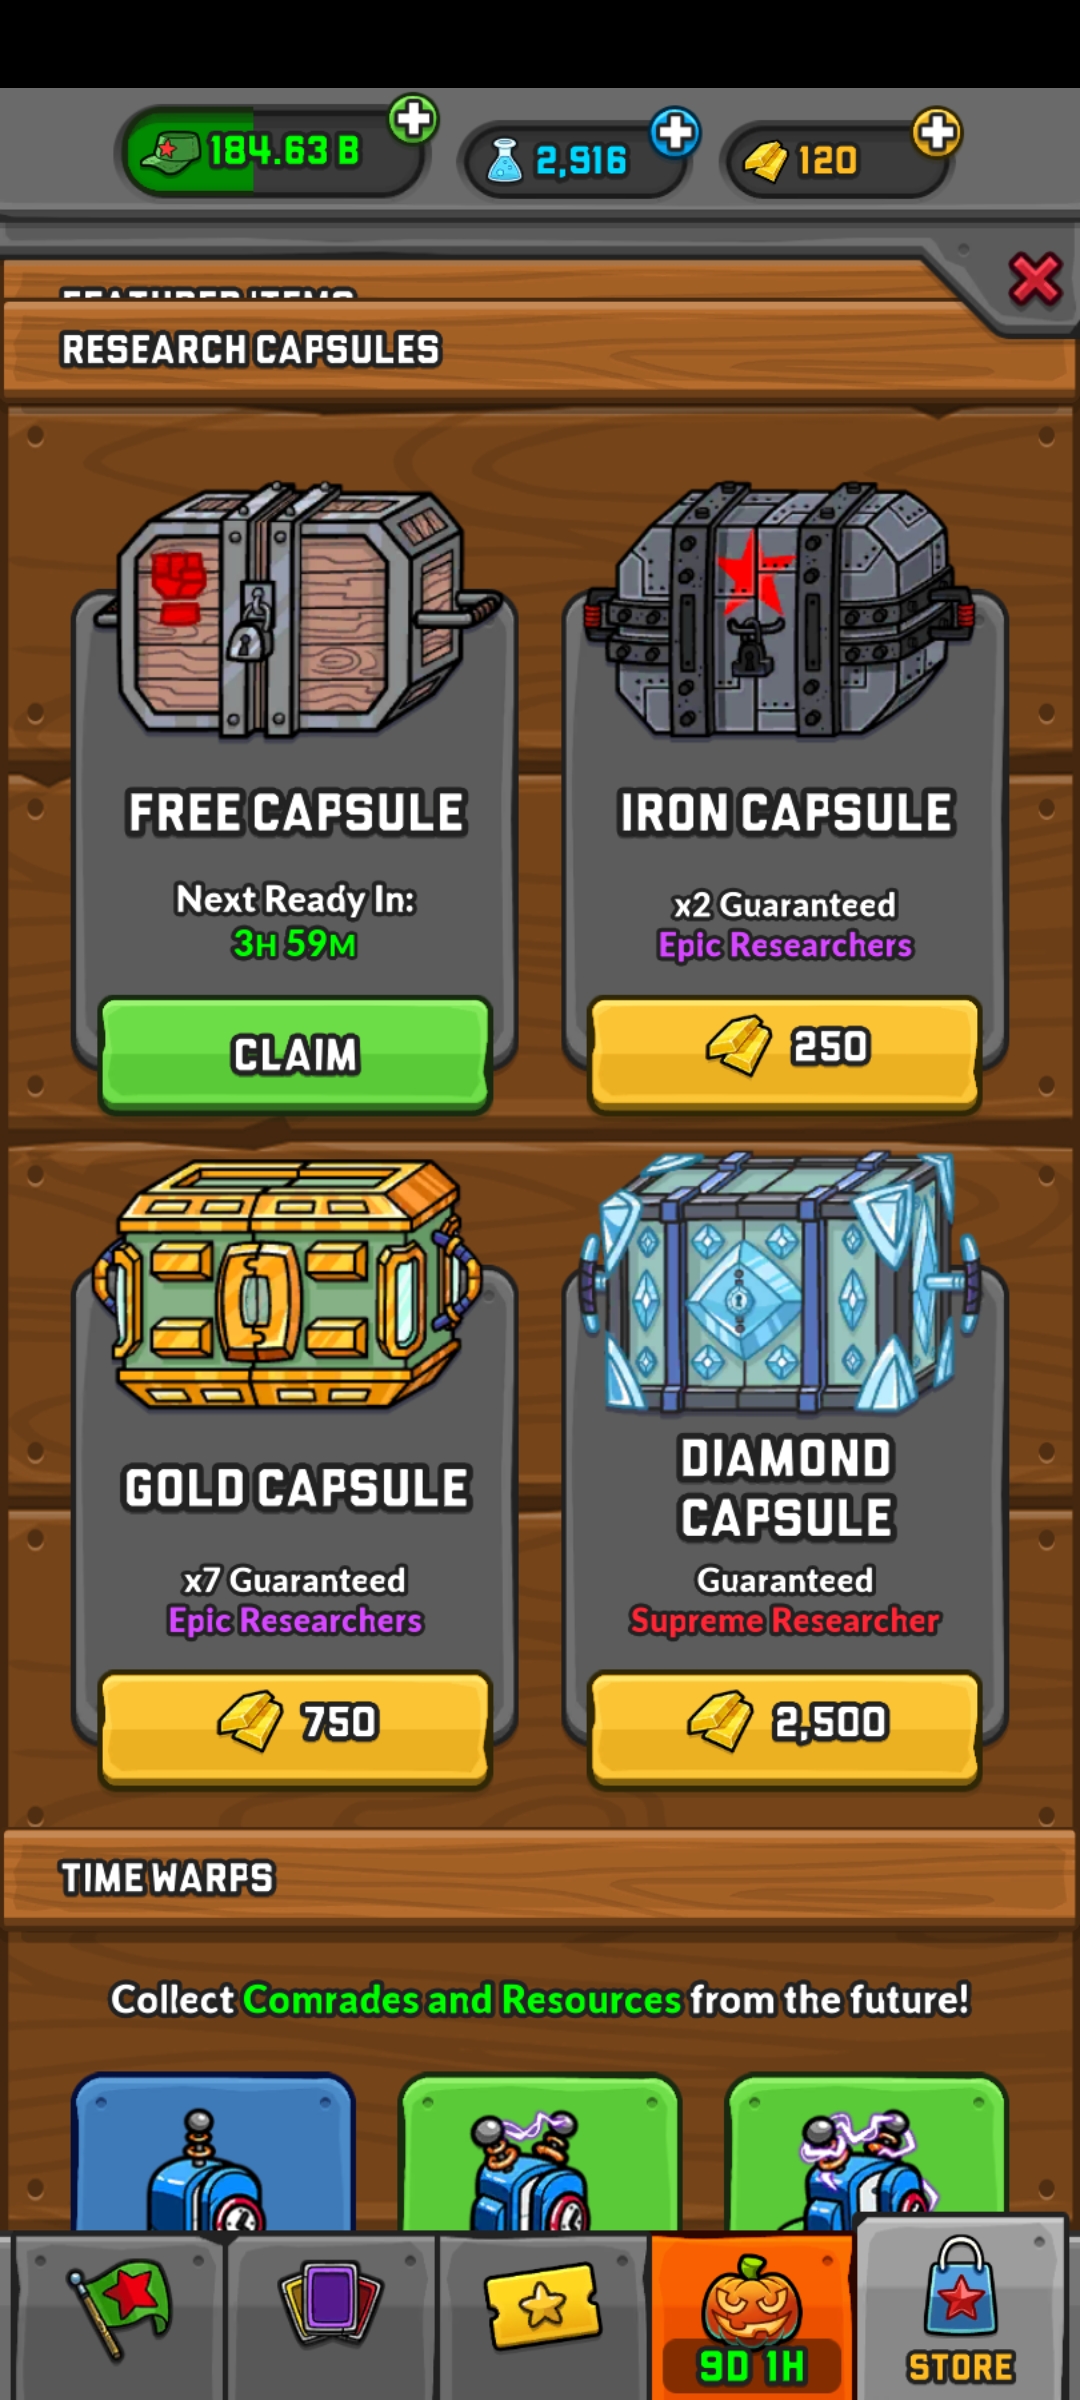 184.63 B
2,916
120
FEATURED ITEMS
RESEARCH CAPSULES
FREE CAPSULE
Next Ready In:
3H 59M
CLAIM
IRON CAPSULE
x2 Guaranteed
Epic Researchers
250
GOLD CAPSULE
x7 Guaranteed
Epic Researchers
750
DIAMOND
CAPSULE
Guaranteed
Supreme Researcher
2,500
TIME WARPS
Collect Comrades and Resources from the future!
9D 1H
STORE